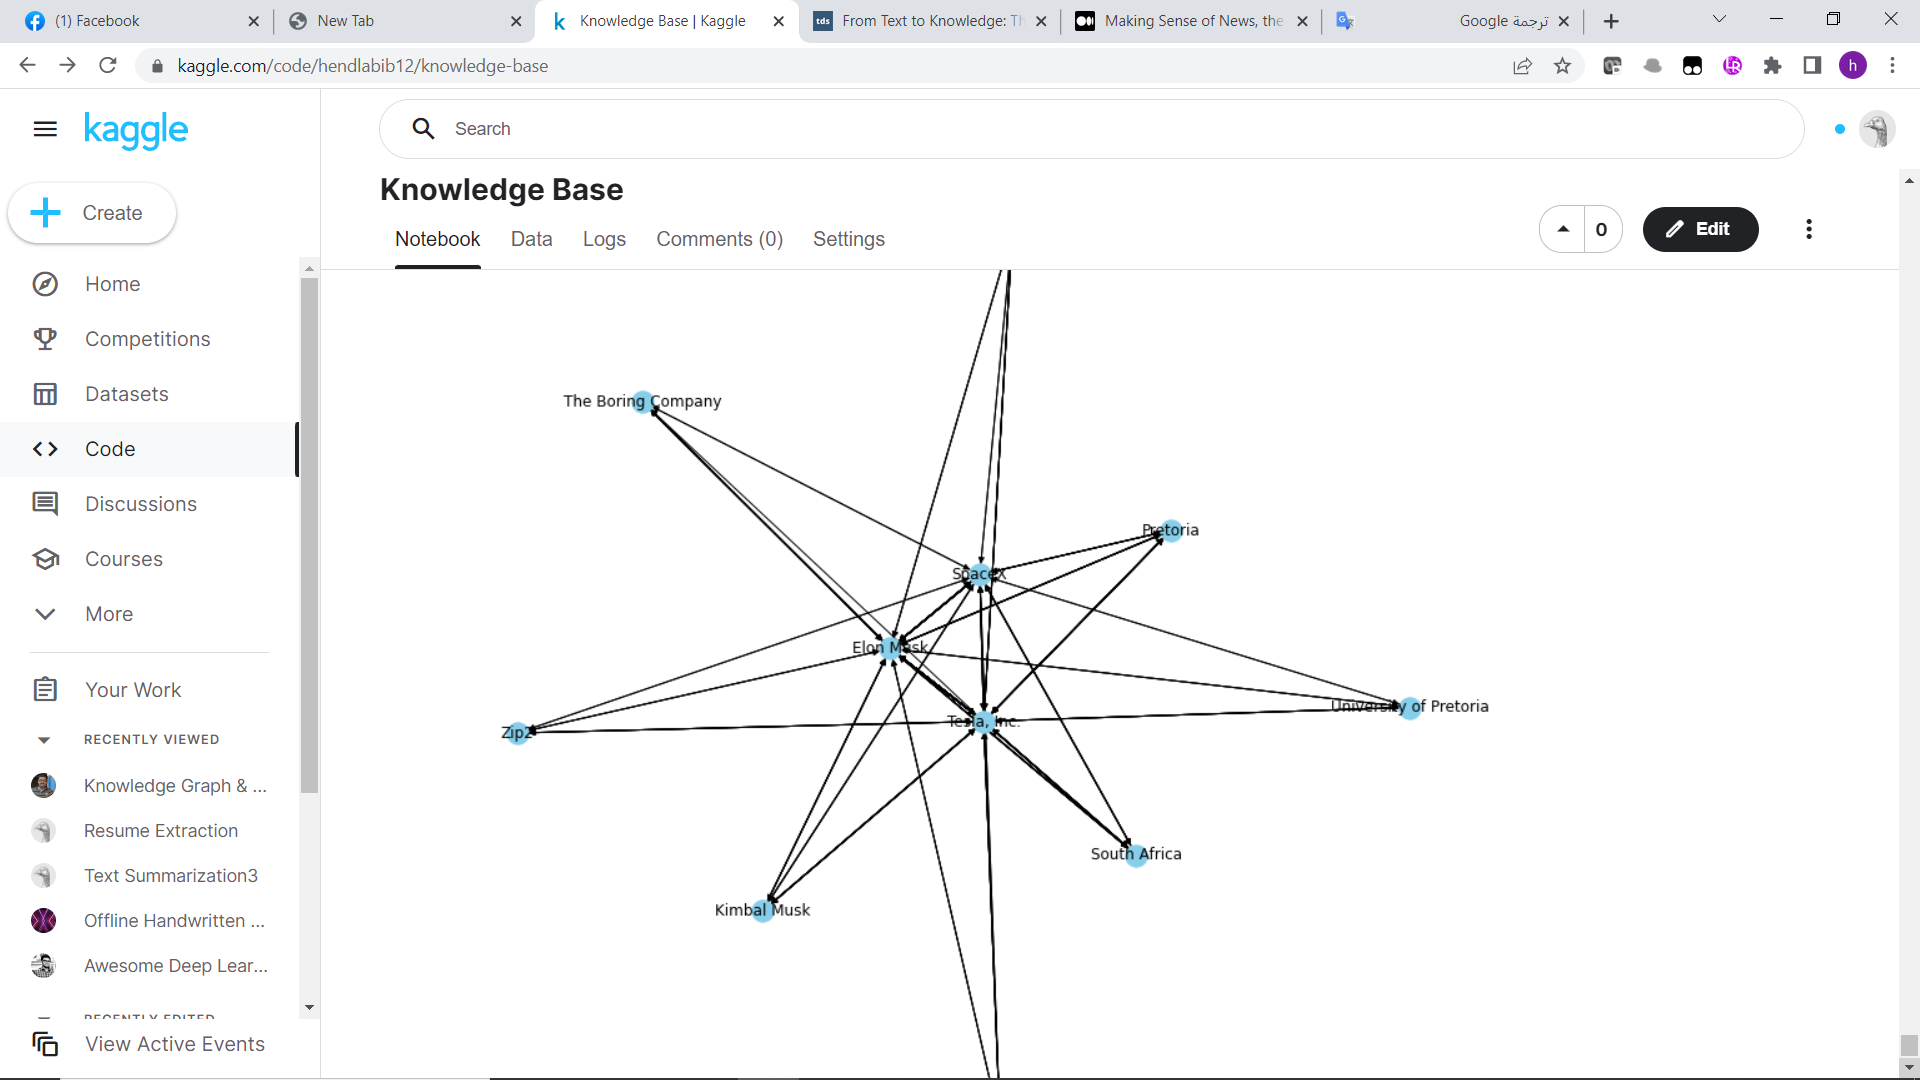 (1) Facebook
New Tab
Knowledge Base | Kaggle
From Text to Knowledge: Th
Making Sense of News, the
ترجمة Google
kaggle.com/code/hendlabib12/knowledge-base
h
kaggle
Search
Create
Knowledge Base
Notebook
Data
Logs
Comments (0)
Settings
0
Edit
Home
Competitions
Datasets
Code
Discussions
Courses
More
Your Work
RECENTLY VIEWED
Knowledge Graph & ...
Resume Extraction
Text Summarization3
Offline Handwritten ...
Awesome Deep Lear...
RECENTLY EDITED
View Active Events
The Boring Company
Pretoria
SpaceX
Elon Musk
University of Pretoria
Tesla, Inc.
Zip2
South Africa
Kimbal Musk